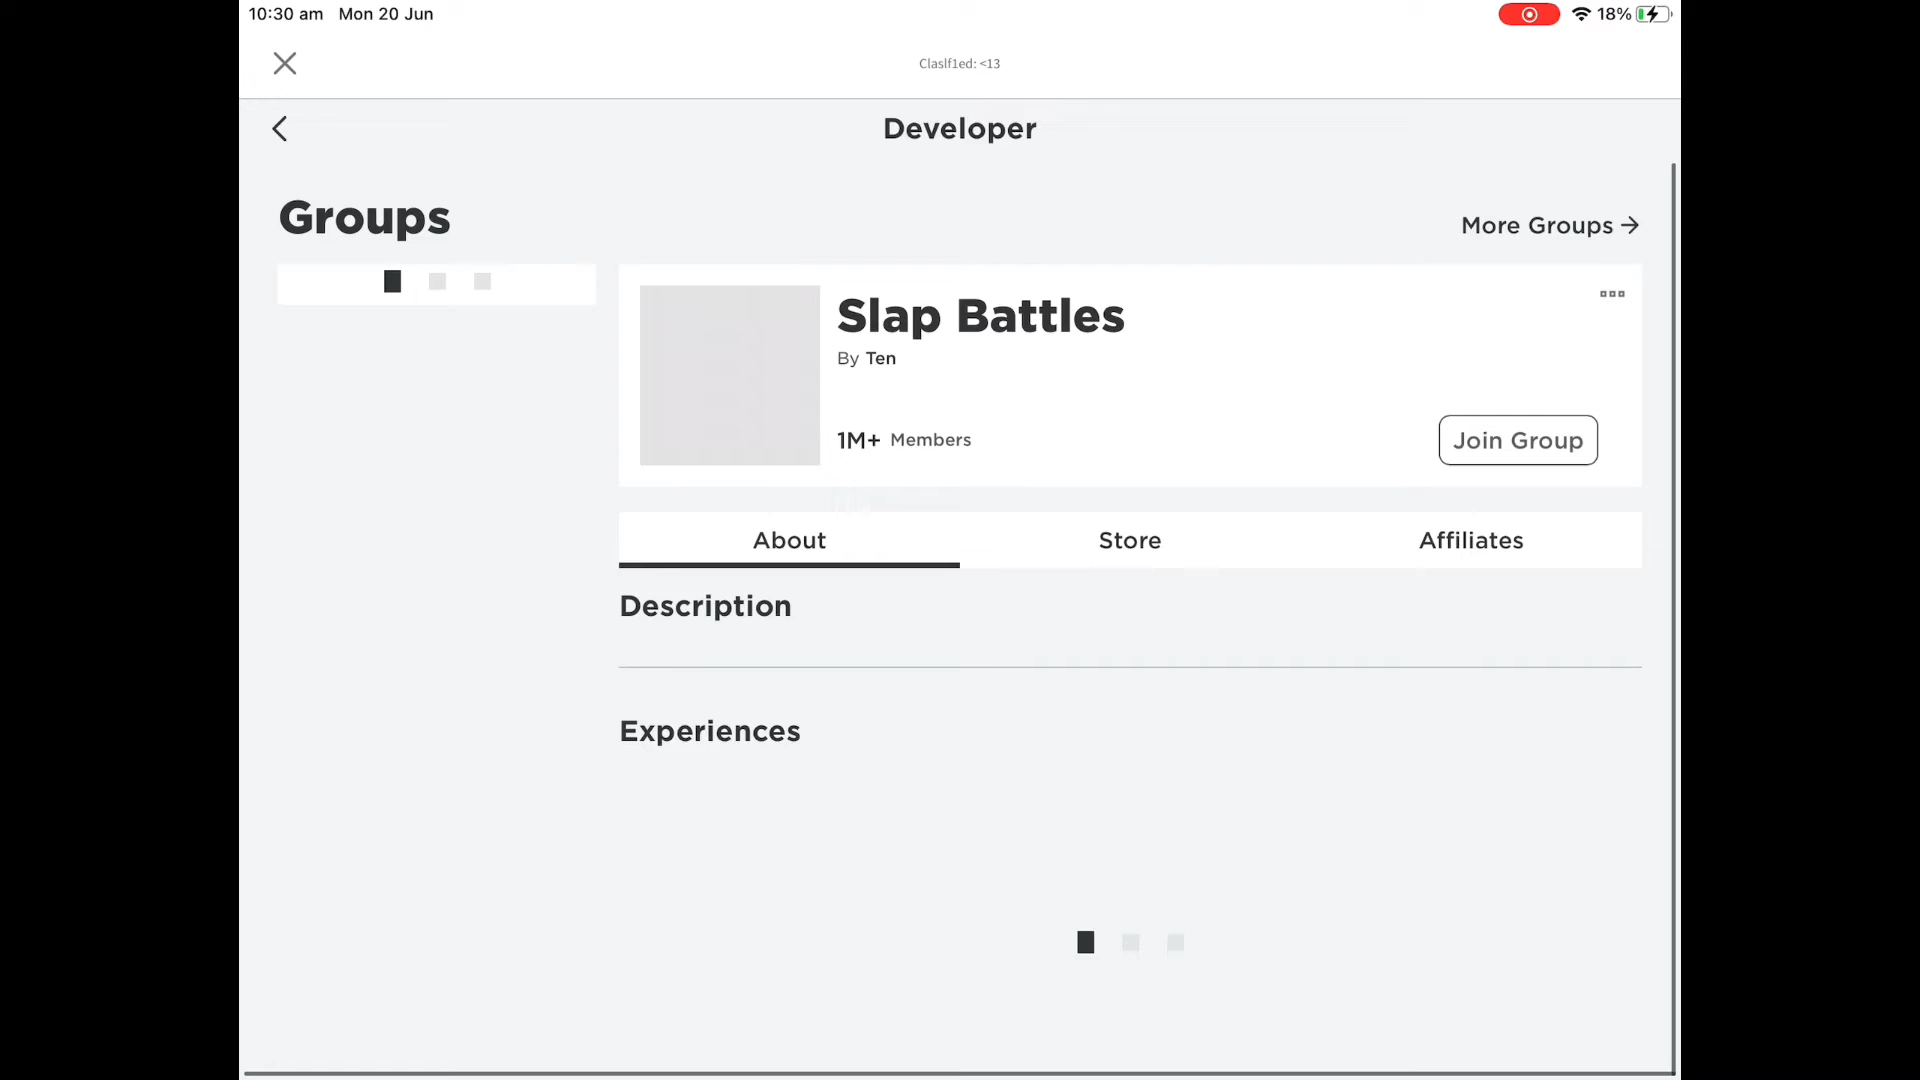 10:30 am Mon 20 Jun
18%
Claslf1ed: <13
Developer
Groups
More Groups →
Slap Battles
By Ten
1M+ Members
Join Group
About
Store
Affiliates
Description
Experiences